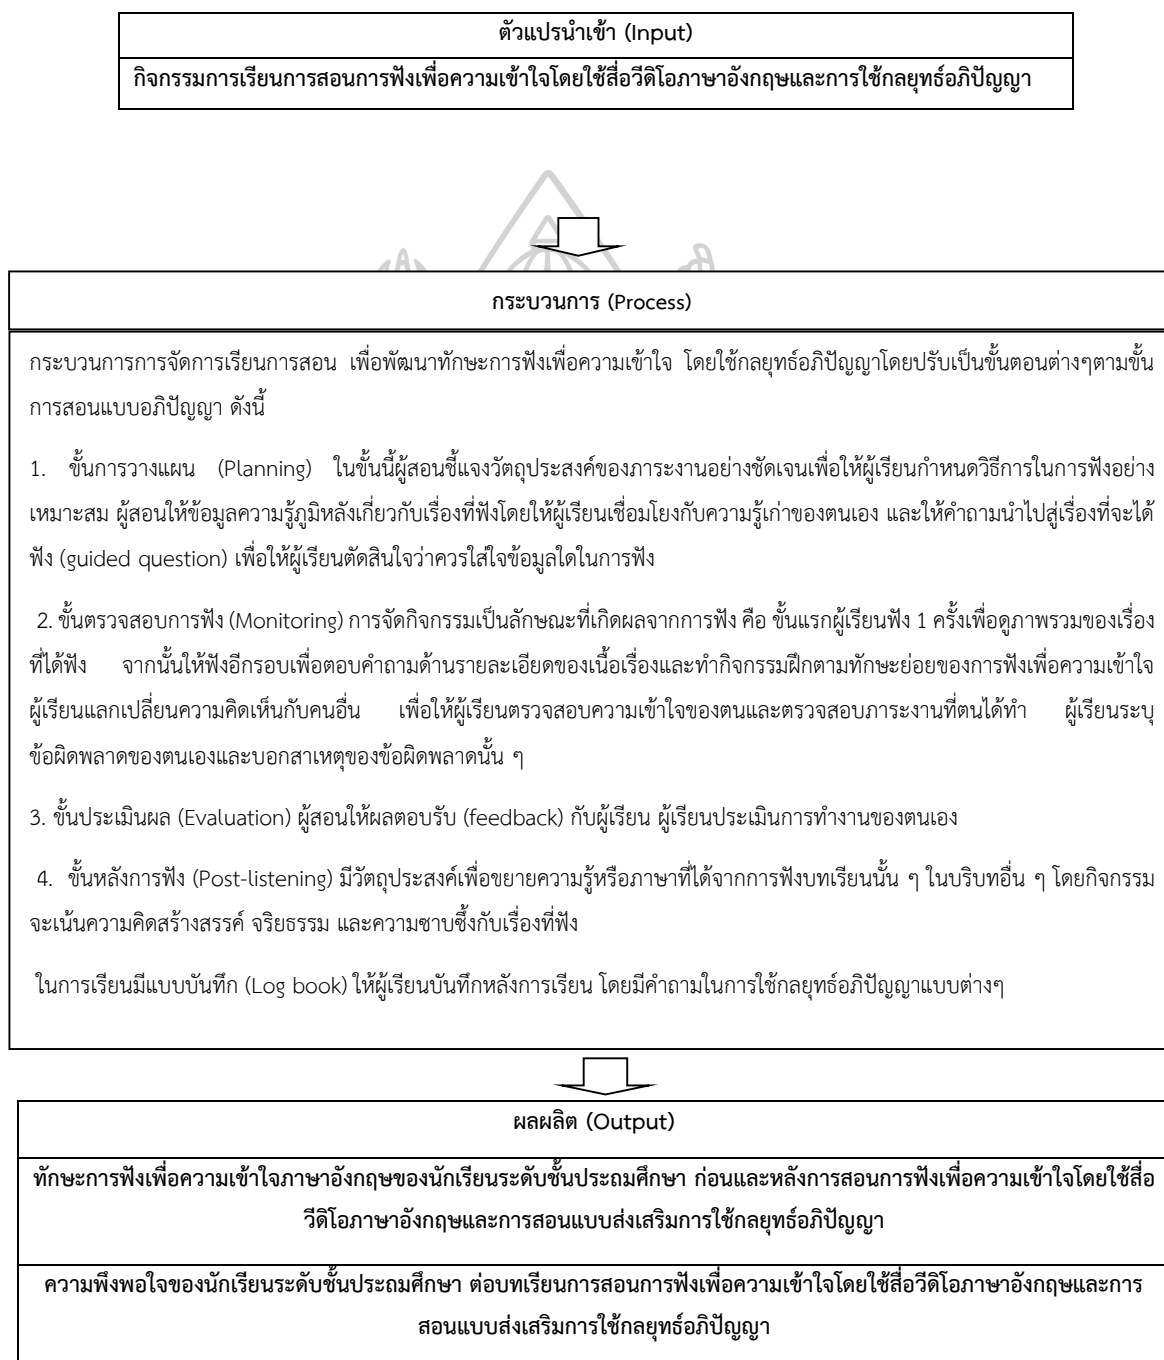 ตัวแปรนำเข้า (Input)
กิจกรรมการเรียนการสอนการฟังเพื่อความเข้าใจโดยใช้สื่อวีดิโอภาษาอังกฤษและการใช้กลยุทธ์อภิปัญญา
กระบวนการ (Process)
กระบวนการการจัดการเรียนการสอน เพื่อพัฒนาทักษะการฟังเพื่อความเข้าใจ โดยใช้กลยุทธ์อภิปัญญาโดยปรับเป็นขั้นตอนต่างๆตามขั้น
การสอนแบบอภิปัญญา ดังนี้
1. ขั้นการวางแผน (Planning) ในขั้นนี้ผู้สอนชี้แจงวัตถุประสงค์ของภาระงานอย่างชัดเจนเพื่อให้ผู้เรียนกำหนดวิธีการในการฟังอย่าง
เหมาะสม ผู้สอนให้ข้อมูลความรู้ภูมิหลังเกี่ยวกับเรื่องที่ฟังโดยให้ผู้เรียนเชื่อมโยงกับความรู้เก่าของตนเอง และให้คำถามนำไปสู่เรื่องที่จะได้
ฟัง (guided question) เพื่อให้ผู้เรียนตัดสินใจว่าควรใส่ใจข้อมูลใดในการฟัง
2. ขั้นตรวจสอบการฟัง (Monitoring) การจัดกิจกรรมเป็นลักษณะที่เกิดผลจากการฟัง คือ ขั้นแรกผู้เรียนฟัง 1 ครั้งเพื่อดูภาพรวมของเรื่อง
ที่ได้ฟัง จากนั้นให้ฟังอีกรอบเพื่อตอบคำถามด้านรายละเอียดของเนื้อเรื่องและทำกิจกรรมฝึกตามทักษะย่อยของการฟังเพื่อความเข้าใจ
ผู้เรียนแลกเปลี่ยนความคิดเห็นกับคนอื่น เพื่อให้ผู้เรียนตรวจสอบความเข้าใจของตนและตรวจสอบภาระงานที่ตนได้ทำ ผู้เรียนระบุ
ข้อผิดพลาดของตนเองและบอกสาเหตุของข้อผิดพลาดนั้น ๆ
3. ขั้นประเมินผล (Evaluation) ผู้สอนให้ผลตอบรับ (feedback) กับผู้เรียน ผู้เรียนประเมินการทำงานของตนเอง
4. ขั้นหลังการฟัง (Post-listening) มีวัตถุประสงค์เพื่อขยายความรู้หรือภาษาที่ได้จากการฟังบทเรียนนั้น ๆ ในบริบทอื่น ๆ โดยกิจกรรม
จะเน้นความคิดสร้างสรรค์ จริยธรรม และความซาบซึ้งกับเรื่องที่ฟัง
ในการเรียนมีแบบบันทึก (Log book) ให้ผู้เรียนบันทึกหลังการเรียน โดยมีคำถามในการใช้กลยุทธ์อภิปัญญาแบบต่างๆ
ผลผลิต (Output)
ทักษะการฟังเพื่อความเข้าใจภาษาอังกฤษของนักเรียนระดับชั้นประถมศึกษา ก่อนและหลังการสอนการฟังเพื่อความเข้าใจโดยใช้สื่อ
วีดิโอภาษาอังกฤษและการสอนแบบส่งเสริมการใช้กลยุทธ์อภิปัญญา
ความพึงพอใจของนักเรียนระดับชั้นประถมศึกษา ต่อบทเรียนการสอนการฟังเพื่อความเข้าใจโดยใช้สื่อวีดิโอภาษาอังกฤษและการ
สอนแบบส่งเสริมการใช้กลยุทธ์อภิปัญญา